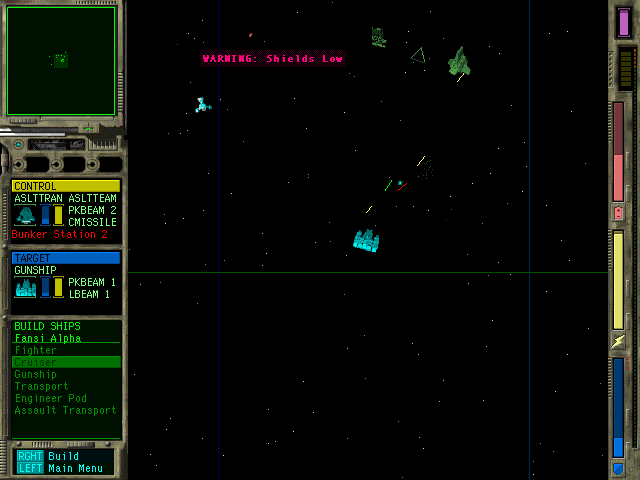 WARNING: Shields Low
CONTROL
ASLTTRAN ASLTTEAM
PKBEAM 2
CMISSILE
Bunker Station 2
TARGET
GUNSHIP
PKBEAM 1
LBEAM 1
BUILD SHIPS
Fansi Alpha
Fighter
Cruiser
Gunship
Transport
Engineer Pod
Assault Transport
RGHT Build
LEFT Main Menu